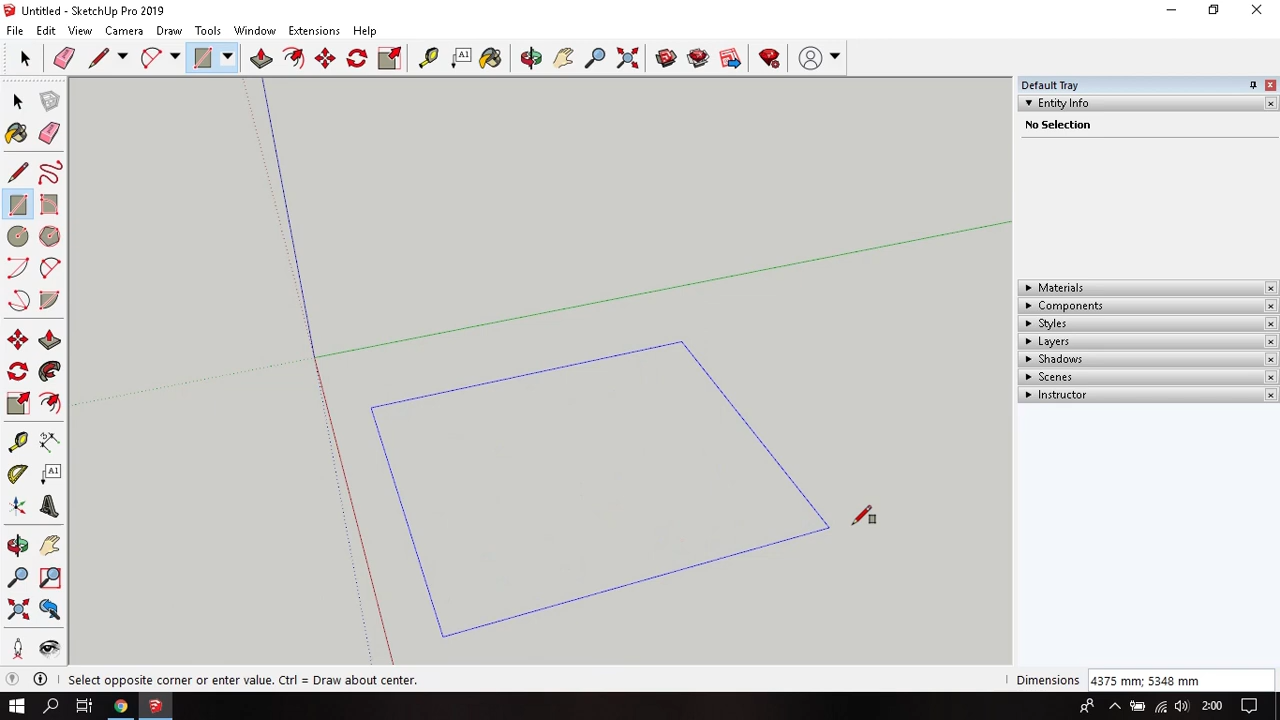 Untitled - SketchUp Pro 2019
File Edit View Camera Draw Tools Window Extensions Help
A1
Default Tray
Entity Info
No Selection
Materials
Components
Styles
Layers
Shadows
Scenes
Instructor
A1
Select opposite corner or enter value. Ctrl = Draw about center.
Dimensions 4375 mm; 5348 mm
2:00